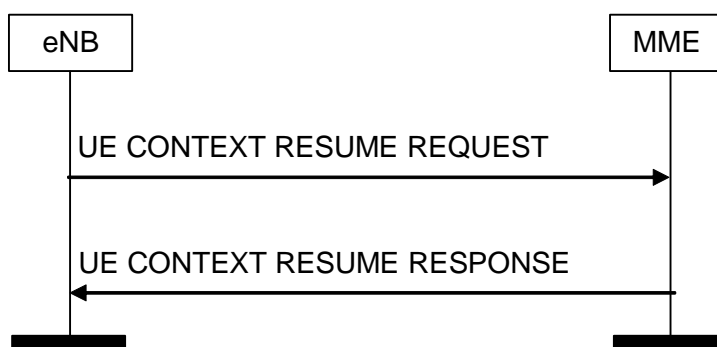 eNB
MME
UE CONTEXT RESUME REQUEST
UE CONTEXT RESUME RESPONSE